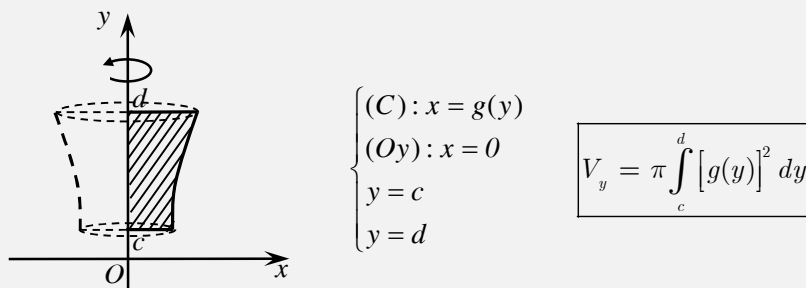 y
d
c
O
x
(C) : x = g(y)
(Oy) : x = 0
y = c
y = d
V_y = π∫_c^d [g(y)]² dy